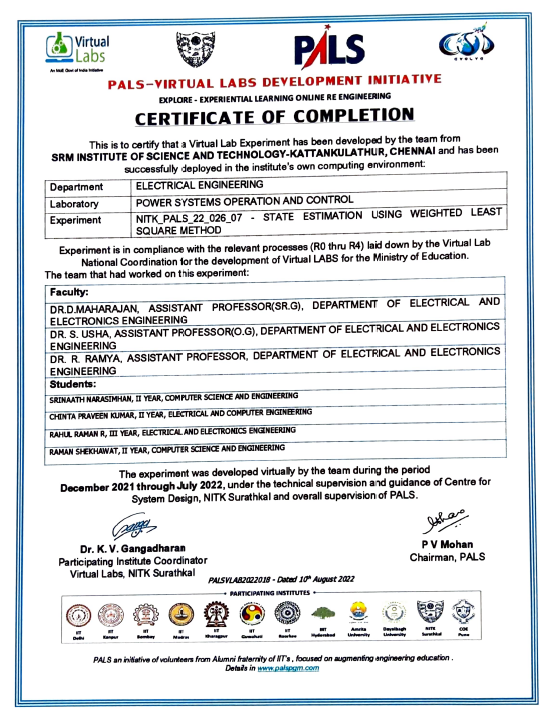 Virtual
Labs
An MoE Govt of India Initiative
PALS
EVOLVE
PALS-VIRTUAL LABS DEVELOPMENT INITIATIVE
EXPLORE - EXPERIENTIAL LEARNING ONLINE RE ENGINEERING
CERTIFICATE OF COMPLETION
This is to certify that a Virtual Lab Experiment has been developed by the team from
SRM INSTITUTE OF SCIENCE AND TECHNOLOGY-KATTANKULATHUR, CHENNAI and has been
successfully deployed in the institute's own computing environment:
Department ELECTRICAL ENGINEERING
Laboratory POWER SYSTEMS OPERATION AND CONTROL
Experiment NITK_PALS_22_026_07 - STATE ESTIMATION USING WEIGHTED LEAST
SQUARE METHOD
Experiment is in compliance with the relevant processes (R0 thru R4) laid down by the Virtual Lab
National Coordination for the development of Virtual LABS for the Ministry of Education.
The team that had worked on this experiment:
Faculty:
DR.D.MAHARAJAN, ASSISTANT PROFESSOR(SR.G), DEPARTMENT OF ELECTRICAL AND
ELECTRONICS ENGINEERING
DR. S. USHA, ASSISTANT PROFESSOR(O.G), DEPARTMENT OF ELECTRICAL AND ELECTRONICS
ENGINEERING
DR. R. RAMYA, ASSISTANT PROFESSOR, DEPARTMENT OF ELECTRICAL AND ELECTRONICS
ENGINEERING
Students:
SRINAATH NARASIMHAN, II YEAR, COMPUTER SCIENCE AND ENGINEERING
CHINTA PRAVEEN KUMAR, II YEAR, ELECTRICAL AND COMPUTER ENGINEERING
RAHUL RAMAN R, III YEAR, ELECTRICAL AND ELECTRONICS ENGINEERING
RAMAN SHEKHAWAT, II YEAR, COMPUTER SCIENCE AND ENGINEERING
The experiment was developed virtually by the team during the period
December 2021 through July 2022, under the technical supervision and guidance of Centre for
System Design, NITK Surathkal and overall supervision of PALS.
Dr. K. V. Gangadharan
Participating Institute Coordinator
Virtual Labs, NITK Surathkal
P V Mohan
Chairman, PALS
PALSVLAB2022018 - Dated 10th August 2022
PARTICIPATING INSTITUTES
IIT Delhi
IIT Kanpur
IIT Bombay
IIT Madras
IIT Kharagpur
IIT Guwahati
IIT Roorkee
IIIT Hyderabad
Amrita University
Dayalbagh University
NITK Surathkal
COE Pune
PALS an initiative of volunteers from Alumni fraternity of IIT's , focused on augmenting engineering education .
Details in www.palspgm.com